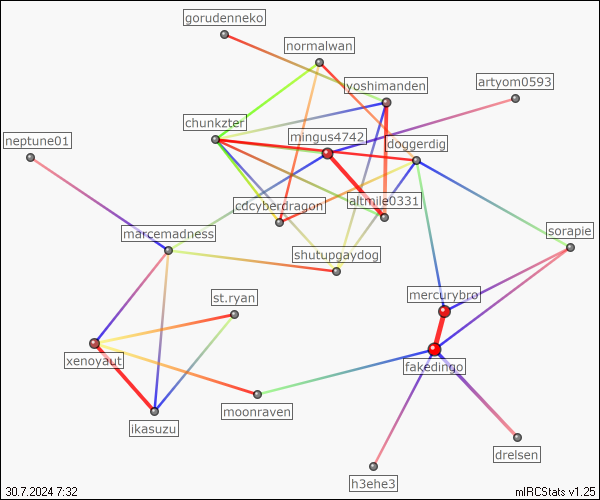 gorudenneko
normalwan
yoshimanden
artyom0593
chunkzter
mingus4742
doggerdig
neptune01
cdcyberdragon
altmile0331
marcemadness
sorapie
shutupgaydog
st.ryan
mercurybro
xenoyaut
fakedingo
moonraven
ikasuzu
drelsen
h3ehe3
30.7.2024 7:32
mIRCStats v1.25